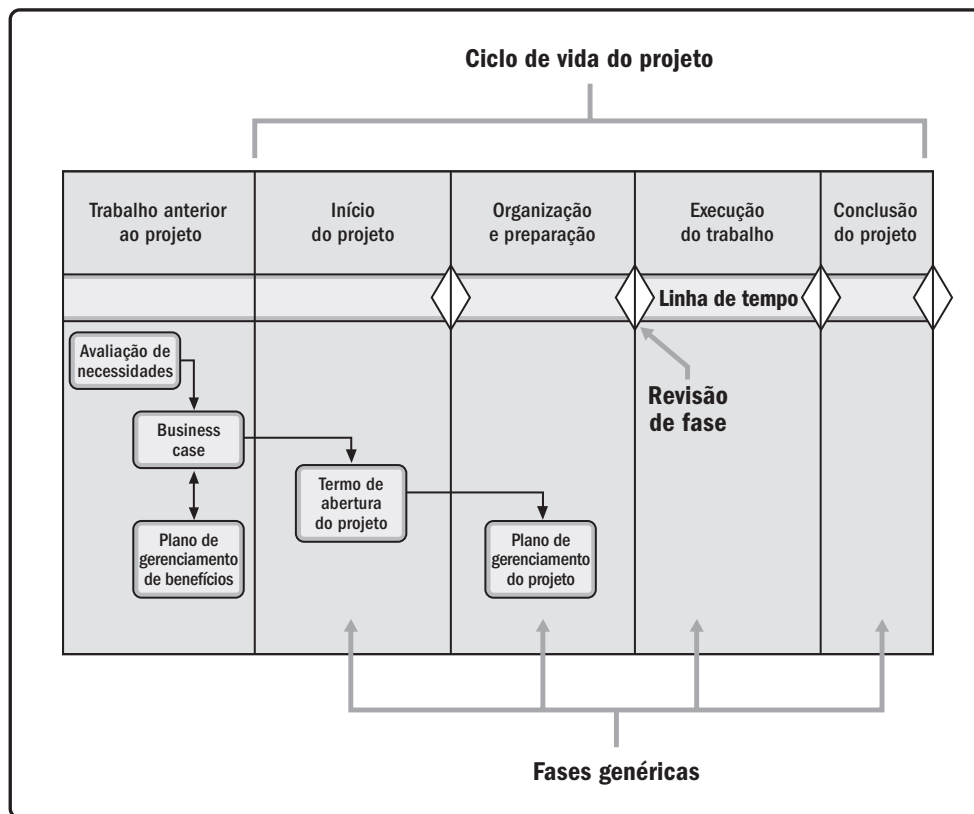 Ciclo de vida do projeto
Trabalho anterior
ao projeto
Início
do projeto
Organização
e preparação
Execução
do trabalho
Conclusão
do projeto
Linha de tempo
Avaliação de
necessidades
Revisão
de fase
Business
case
Termo de
abertura
do projeto
Plano de
gerenciamento
de benefícios
Plano de
gerenciamento
do projeto
Fases genéricas